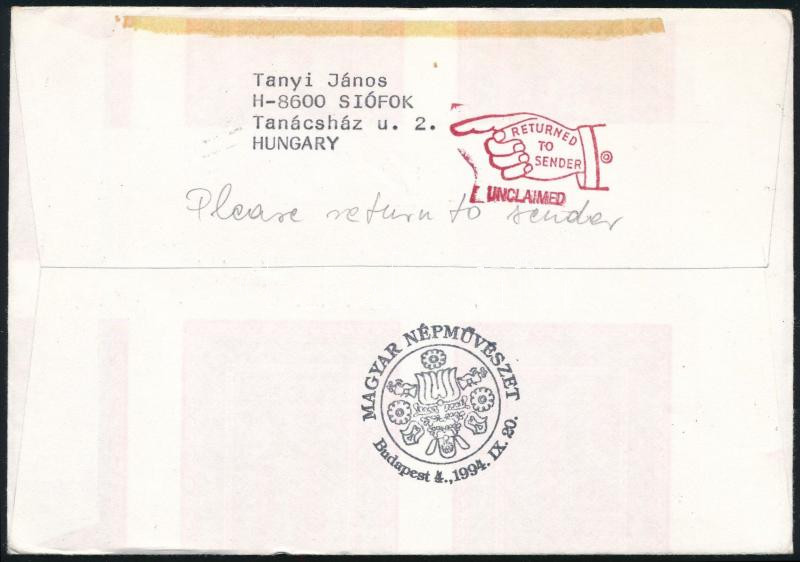 Tanyi János
H-8600 SIÓFOK
Tanácsház u. 2.
HUNGARY
RETURNED
TO
SENDER
UNCLAIMED
Please return to sender
MAGYAR NÉPMŰVÉSZET
Budapest 4., 1994. IX. 20.